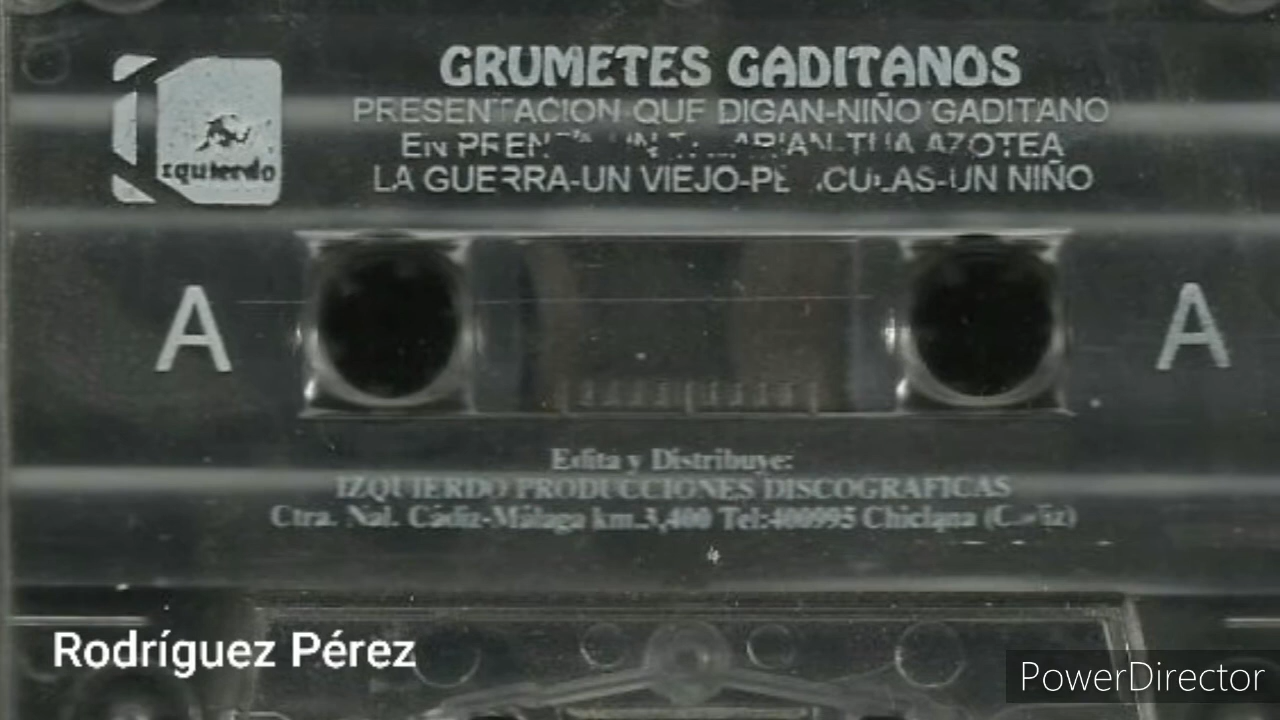 GRUMETES GADITANOS
PRESENTACION-QUE DIGAN-NIÑO GADITANO
AZOTEA
LA GUERRA-UN VIEJO- -UN NIÑO
Izquierdo
A
A
Edita y Distribuye:
IZQUIERDO PRODUCCIONES DISCOGRAFICAS
Ctra. Nal. Cádiz-Málaga km.3,400 Tel:400995 Chiclana
Rodríguez Pérez
PowerDirector